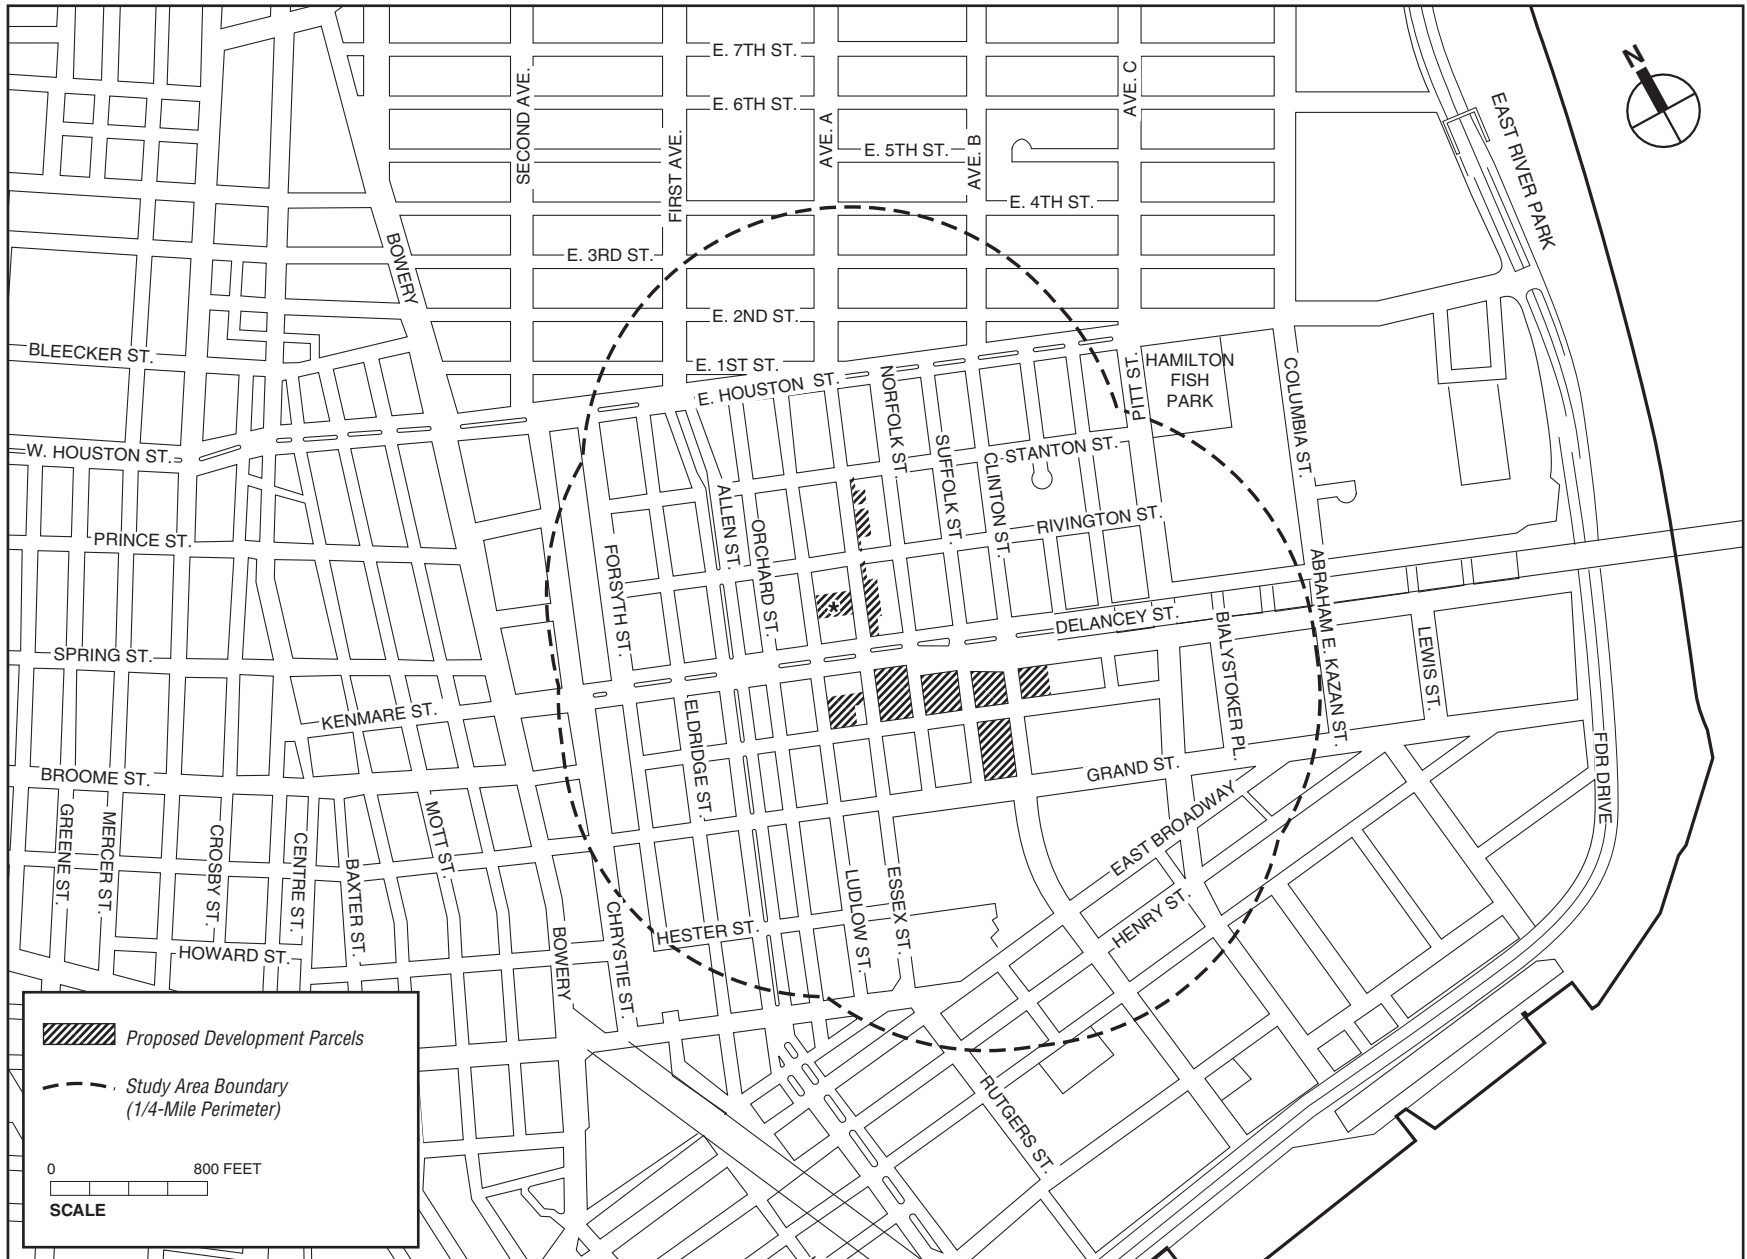 E. 7TH ST.
E. 6TH ST.
SECOND AVE.
FIRST AVE.
AVE. A
E. 5TH ST.
AVE. B
AVE. C
N
EAST RIVER PARK
E. 4TH ST.
BOWERY
E. 3RD ST.
E. 2ND ST.
E. 1ST ST.
E. HOUSTON ST.
BLEECKER ST.
W. HOUSTON ST.
NORFOLK ST.
SUFFOLK ST.
CLINTON ST.
STANTON ST.
PITT ST.
HAMILTON
FISH
PARK
COLUMBIA ST.
RIVINGTON ST.
PRINCE ST.
FORSYTH ST.
ALLEN ST.
ORCHARD ST.
*
DELANCEY ST.
BIALYSTOKER PL.
ABRAHAM E. KAZAN ST.
LEWIS ST.
SPRING ST.
KENMARE ST.
ELDRIDGE ST.
BROOME ST.
GRAND ST.
EAST BROADWAY
FDR DRIVE
GREENE ST.
MERCER ST.
CROSBY ST.
CENTRE ST.
BAXTER ST.
MOTT ST.
HOWARD ST.
BOWERY
CHRYSTIE ST.
HESTER ST.
LUDLOW ST.
ESSEX ST.
HENRY ST.
RUTGERS ST.
Proposed Development Parcels
Study Area Boundary
(1/4-Mile Perimeter)
0 800 FEET
SCALE